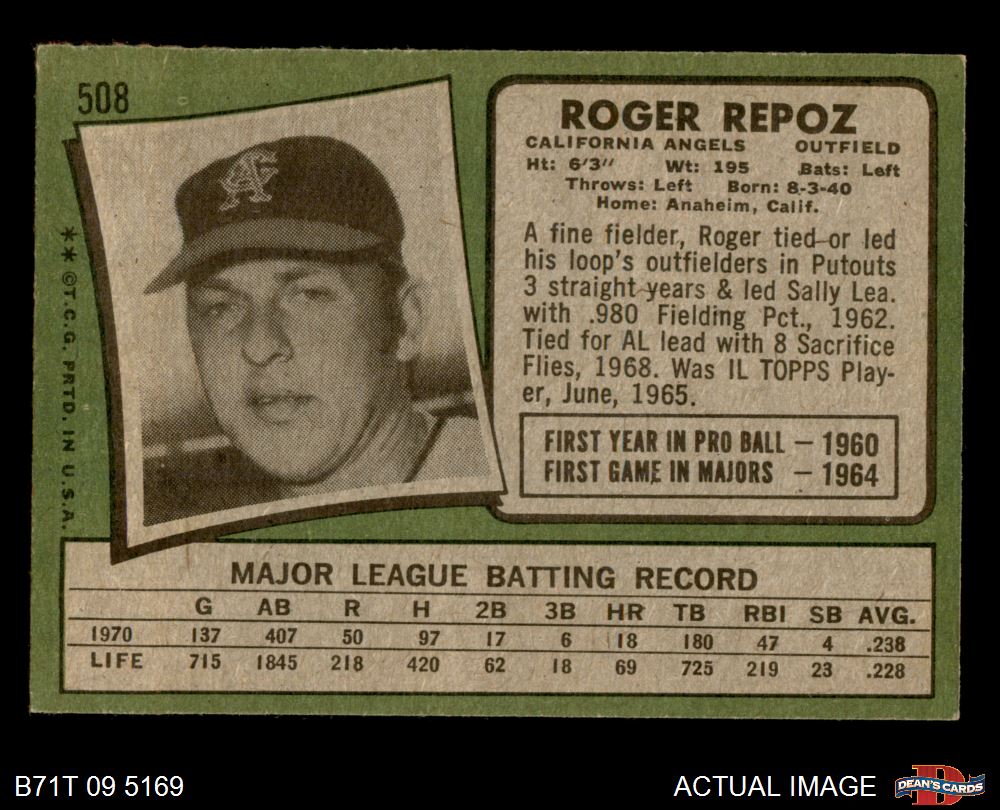 508
ROGER REPOZ
CALIFORNIA ANGELS OUTFIELD
Ht: 6'3" Wt: 195 Bats: Left
Throws: Left Born: 8-3-40
Home: Anaheim, Calif.
A fine fielder, Roger tied or led
his loop's outfielders in Putouts
3 straight years & led Sally Lea.
with .980 Fielding Pct., 1962.
Tied for AL lead with 8 Sacrifice
Flies, 1968. Was IL TOPPS Play-
er, June, 1965.
FIRST YEAR IN PRO BALL — 1960
FIRST GAME IN MAJORS — 1964
** ©T.C.G. PRTD. IN U.S.A.
MAJOR LEAGUE BATTING RECORD
G AB R H 2B 3B HR TB RBI SB AVG.
1970 137 407 50 97 17 6 18 180 47 4 .238
LIFE 715 1845 218 420 62 18 69 725 219 23 .228
B71T 09 5169
ACTUAL IMAGE
D
DEAN'S CARDS